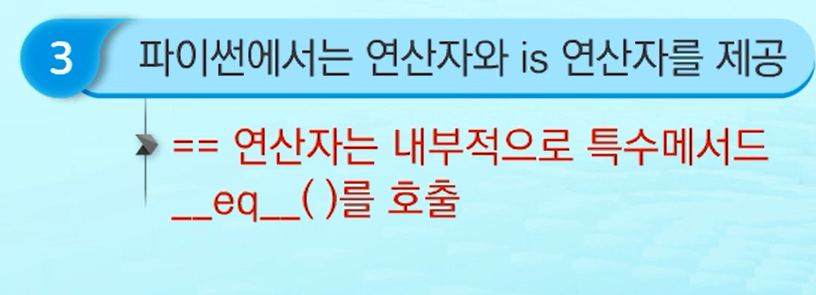 3
파이썬에서는 연산자와 is 연산자를 제공
== 연산자는 내부적으로 특수메서드
__eq__( )를 호출